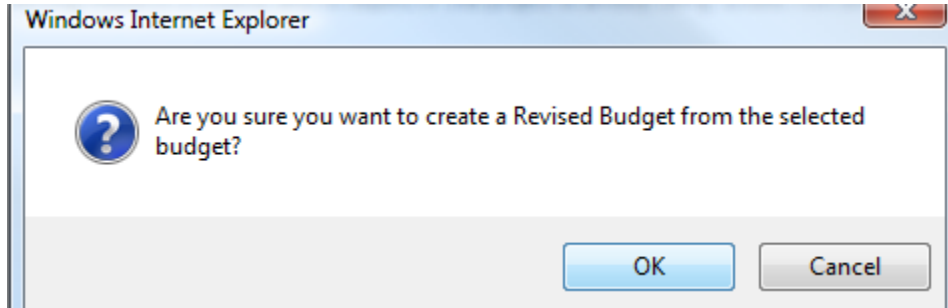 Windows Internet Explorer
Are you sure you want to create a Revised Budget from the selected
budget?
OK
Cancel